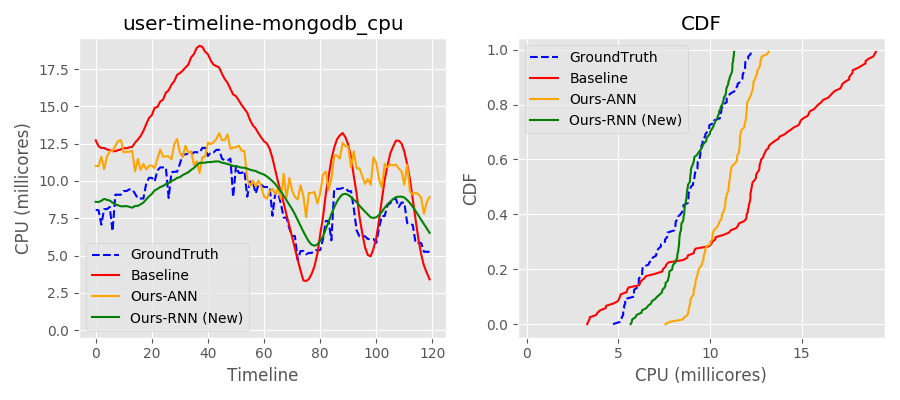 user-timeline-mongodb_cpu
CPU (millicores)
17.5
15.0
12.5
10.0
7.5
5.0
2.5
0.0
GroundTruth
Baseline
Ours-ANN
Ours-RNN (New)
0 20 40 60 80 100 120
Timeline
CDF
CDF
1.0
0.8
0.6
0.4
0.2
0.0
GroundTruth
Baseline
Ours-ANN
Ours-RNN (New)
0 5 10 15
CPU (millicores)